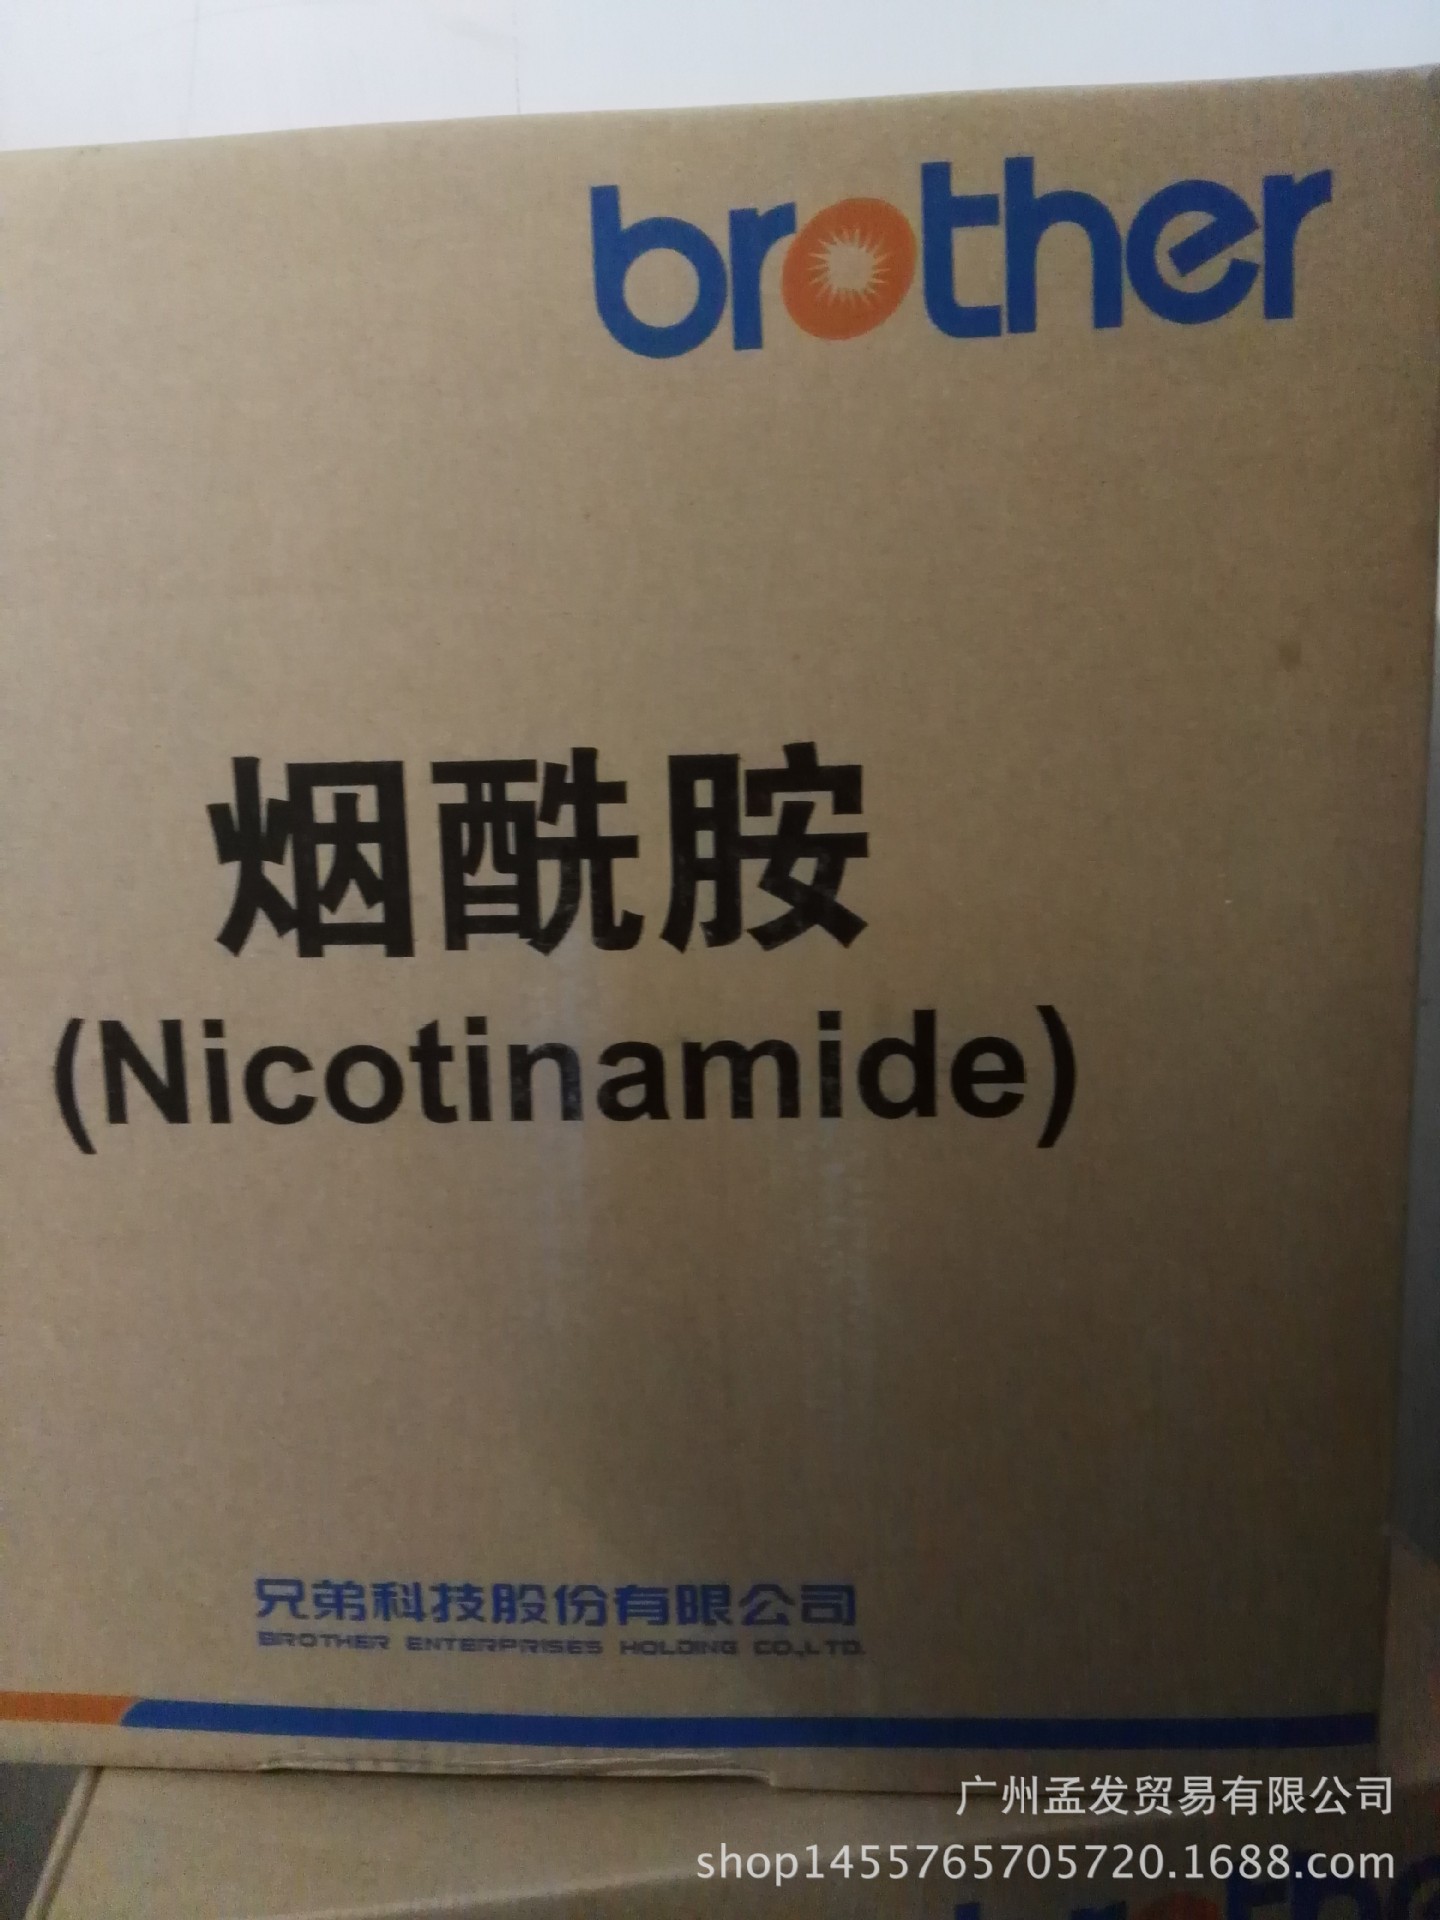 brother
烟酰胺
(Nicotinamide)
兄弟科技股份有限公司
BROTHER ENTERPRISES HOLDING CO.,LTD.
广州孟发贸易有限公司
shop1455765705720.1688.com